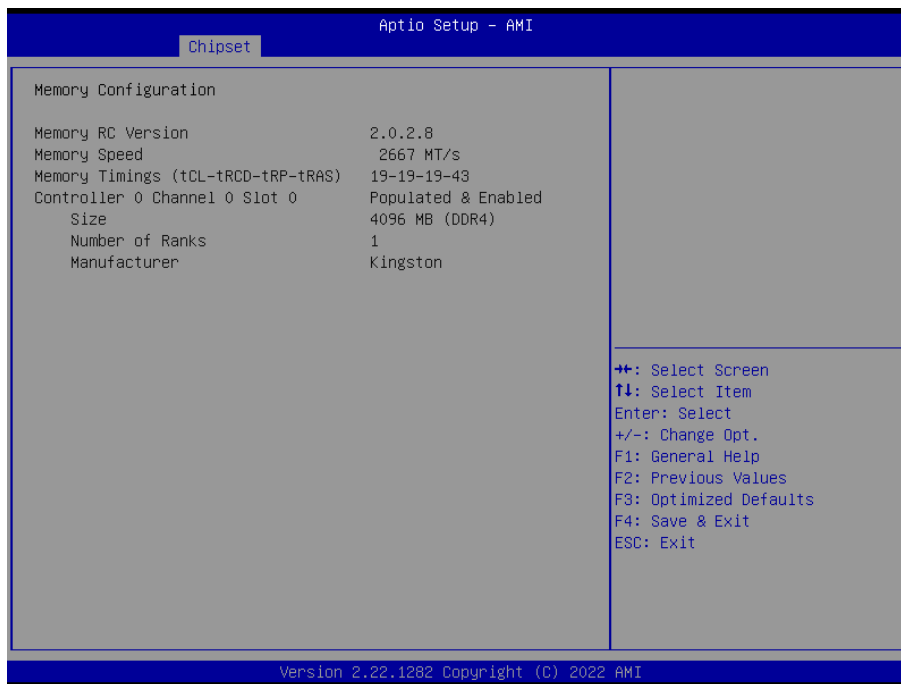 Aptio Setup – AMI
Chipset
Memory Configuration
Memory RC Version 2.0.2.8
Memory Speed 2667 MT/s
Memory Timings (tCL-tRCD-tRP-tRAS) 19-19-19-43
Controller 0 Channel 0 Slot 0 Populated & Enabled
Size 4096 MB (DDR4)
Number of Ranks 1
Manufacturer Kingston
→←: Select Screen
↑↓: Select Item
Enter: Select
+/-: Change Opt.
F1: General Help
F2: Previous Values
F3: Optimized Defaults
F4: Save & Exit
ESC: Exit
Version 2.22.1282 Copyright (C) 2022 AMI